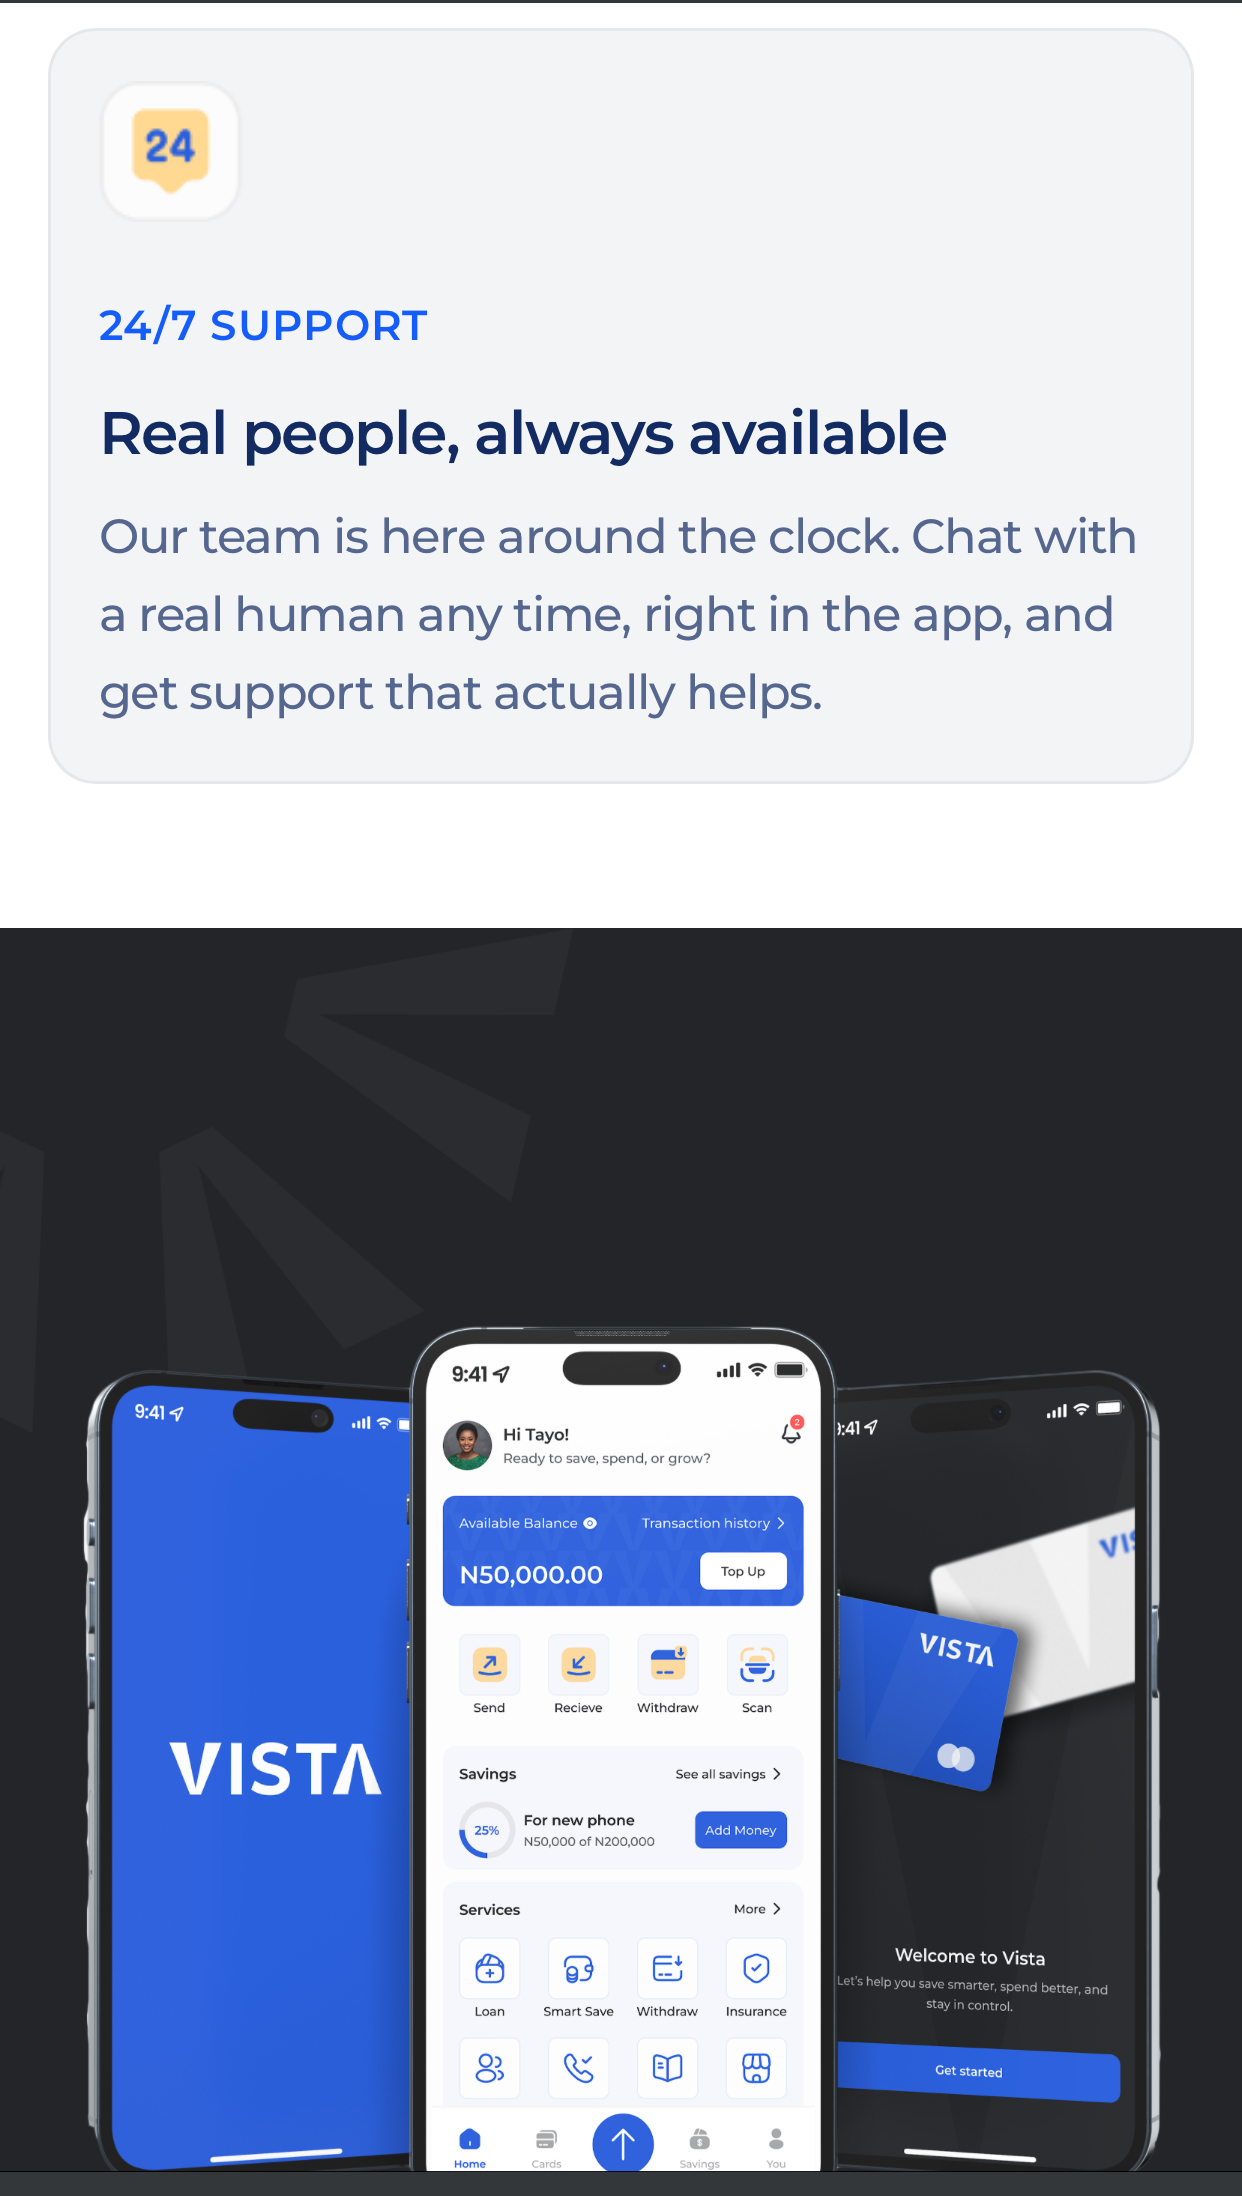 24
24/7 SUPPORT
Real people, always available
Our team is here around the clock. Chat with
a real human any time, right in the app, and
get support that actually helps.
9:41
VISTA
9:41
Hi Tayo!
2
Ready to save, spend, or grow?
Available Balance
Transaction history
N50,000.00
Top Up
Send
Recieve
Withdraw
Scan
Savings
See all savings
25%
For new phone
N50,000 of N200,000
Add Money
Services
More
Loan
Smart Save
Withdraw
Insurance
Home
Cards
Savings
You
9:41
VIS
VISTA
Welcome to Vista
Let's help you save smarter, spend better, and
stay in control.
Get started